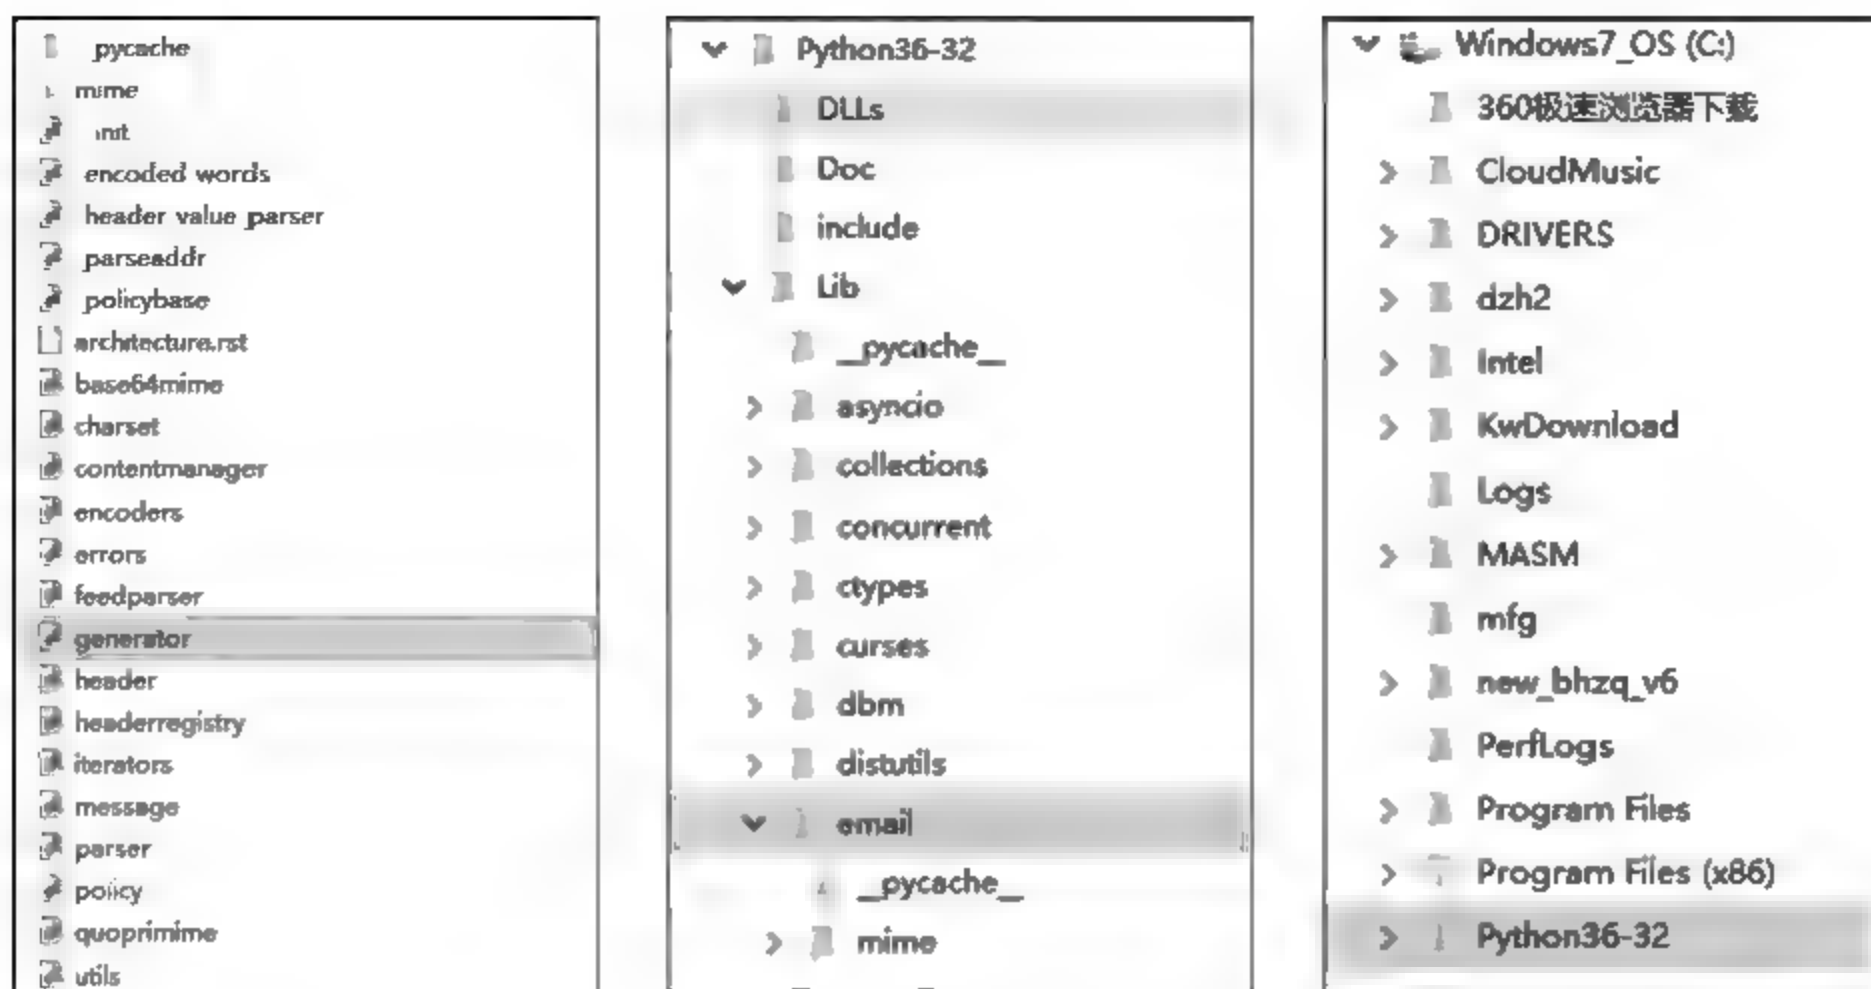 pycache
mime
init
encoded words
header value parser
parseaddr
policybase
architecture.rst
base64mime
charset
contentmanager
encoders
errors
feedparser
generator
header
headerregistry
iterators
message
parser
policy
quoprimime
utils
Python36-32
DLLs
Doc
include
Lib
__pycache__
asyncio
collections
concurrent
ctypes
curses
dbm
distutils
email
__pycache__
mime
Windows7_OS (C:)
360极速浏览器下载
CloudMusic
DRIVERS
dzh2
Intel
KwDownload
Logs
MASM
mfg
new_bhzq_v6
PerfLogs
Program Files
Program Files (x86)
Python36-32